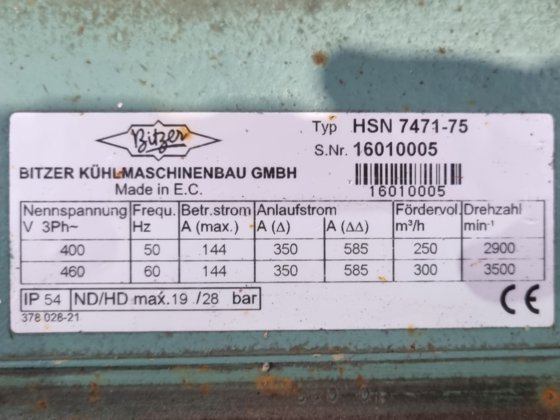 Bitzer
Typ HSN 7471-75
S.Nr. 16010005
16010005
BITZER KÜHLMASCHINENBAU GMBH
Made in E.C.
Nennspannung Frequ. Betr.strom Anlaufstrom Fördervol. Drehzahl
V 3Ph~ Hz A (max.) A (Δ) A (ΔΔ) m³/h min⁻¹
400 50 144 350 585 250 2900
460 60 144 350 585 300 3500
IP 54 ND/HD max. 19 / 28 bar
378 028-21 CE